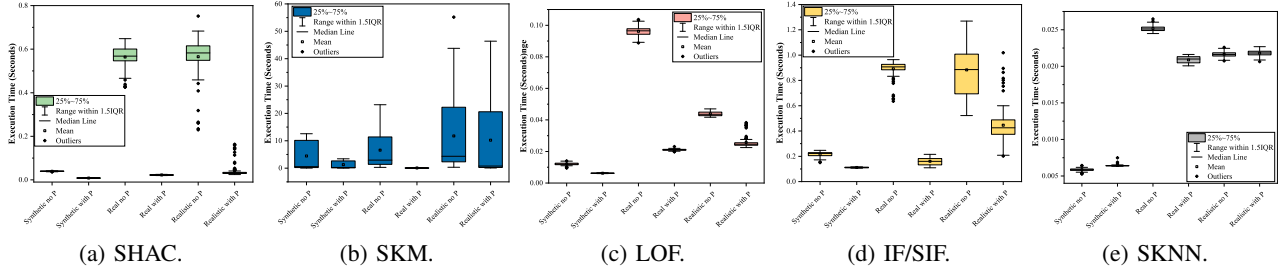 Execution Time (Seconds)
0.8
0.6
0.4
0.2
0.0
25%~75%
Range within 1.5IQR
Median Line
Mean
Outliers
Synthetic no P
Synthetic with P
Real no P
Real with P
Realistic no P
Realistic with P
(a) SHAC.
Execution Time (Seconds)
60
50
40
30
20
10
0
25%~75%
Range within 1.5IQR
Median Line
Mean
Outliers
Synthetic no P
Synthetic with P
Real no P
Real with P
Realistic no P
Realistic with P
(b) SKM.
Execution Time (Seconds)nge
0.10
0.08
0.06
0.04
0.02
0.00
25%~75%
Range within 1.5IQR
Median Line
Mean
Outliers
Synthetic no P
Synthetic with P
Real no P
Real with P
Realistic no P
Realistic with P
(c) LOF.
Execution Time (Seconds)
1.4
1.2
1.0
0.8
0.6
0.4
0.2
0.0
25%~75%
Range within 1.5IQR
Median Line
Mean
Outliers
Synthetic no P
Synthetic with P
Real no P
Real with P
Realistic no P
Realistic with P
(d) IF/SIF.
Execution Time (Seconds)
0.025
0.020
0.015
0.010
0.005
25%~75%
Range within 1.5IQR
Median Line
Mean
Outliers
Synthetic no P
Synthetic with P
Real no P
Real with P
Realistic no P
Realistic with P
(e) SKNN.